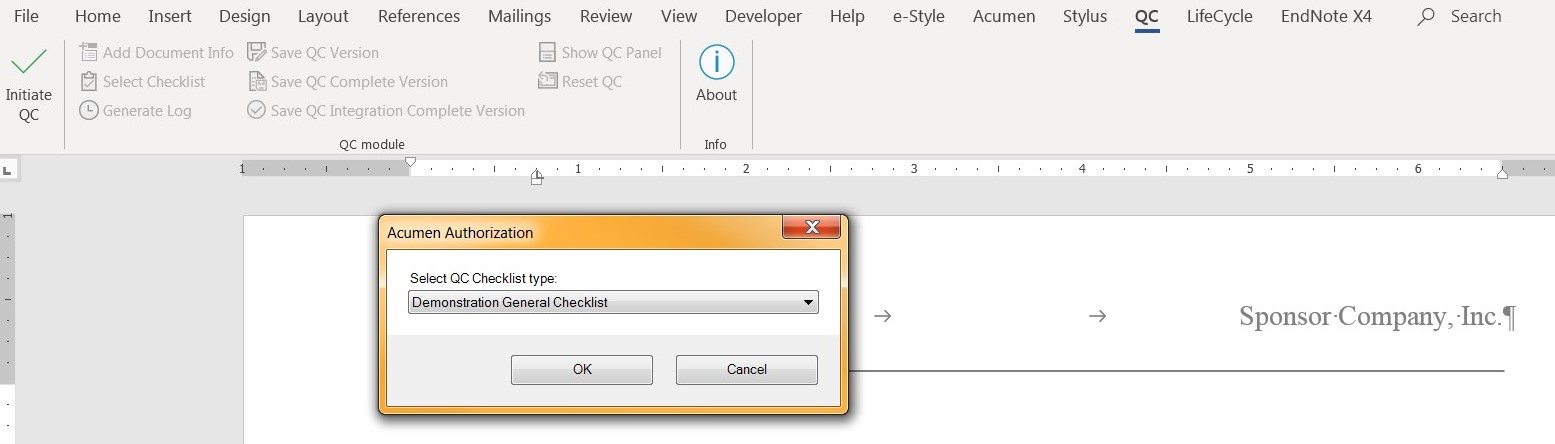 File Home Insert Design Layout References Mailings Review View Developer Help e-Style Acumen Stylus QC LifeCycle EndNote X4 Search
Initiate QC
Add Document Info
Select Checklist
Generate Log
Save QC Version
Save QC Complete Version
Save QC Integration Complete Version
Show QC Panel
Reset QC
QC module
About
Info
1 1 2 3 4 5 6
1
Acumen Authorization
Select QC Checklist type:
Demonstration General Checklist
OK Cancel
Sponsor·Company,·Inc.¶